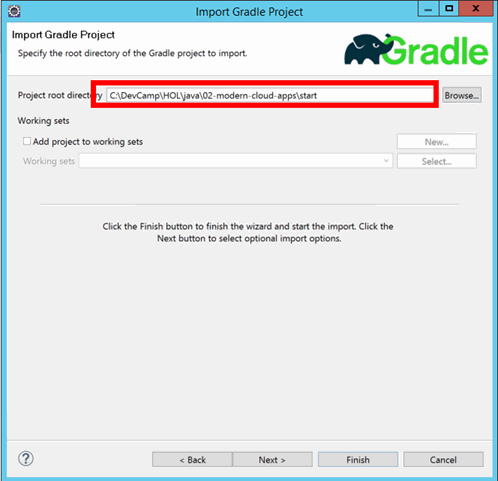 Import Gradle Project
Import Gradle Project
Specify the root directory of the Gradle project to import.
Gradle
Project root directory C:\DevCamp\HOL\java\02-modern-cloud-apps\start Browse...
Working sets
Add project to working sets New...
Working sets Select...
Click the Finish button to finish the wizard and start the import. Click the
Next button to select optional import options.
? < Back Next > Finish Cancel